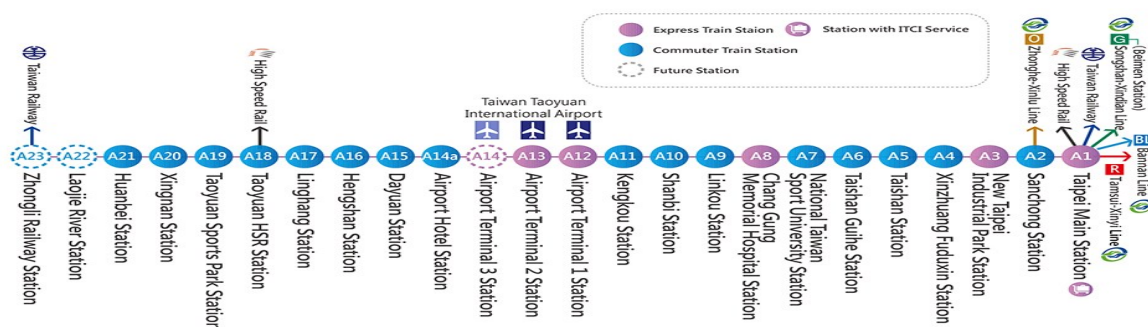 Express Train Staion
Station with ITCI Service
Commuter Train Station
Future Station
Taiwan Taoyuan
International Airport
Taiwan Railway
High Speed Rail
O
Zhonghe-Xinlu Line
High Speed Rail
Taiwan Railway
G
Songshan-Xindian Line
(Beimen Station)
BL
Bannan Line
R
Tamsui-Xinyi Line
A23
Zhongli Railway Station
A22
Laojie River Station
A21
Huanbei Station
A20
Xingnan Station
A19
Taoyuan Sports Park Station
A18
Taoyuan HSR Station
A17
Linghang Station
A16
Hengshan Station
A15
Dayuan Station
A14a
Airport Hotel Station
A14
Airport Terminal 3 Station
A13
Airport Terminal 2 Station
A12
Airport Terminal 1 Station
A11
Kengkou Station
A10
Shanbi Station
A9
Linkou Station
A8
Chang Gung
Memorial Hospital Station
A7
National Taiwan
Sport University Station
A6
Taishan Guihe Station
A5
Taishan Station
A4
Xinzhuang Fuduxin Station
A3
New Taipei
Industrial Park Station
A2
Sanchong Station
A1
Taipei Main Station